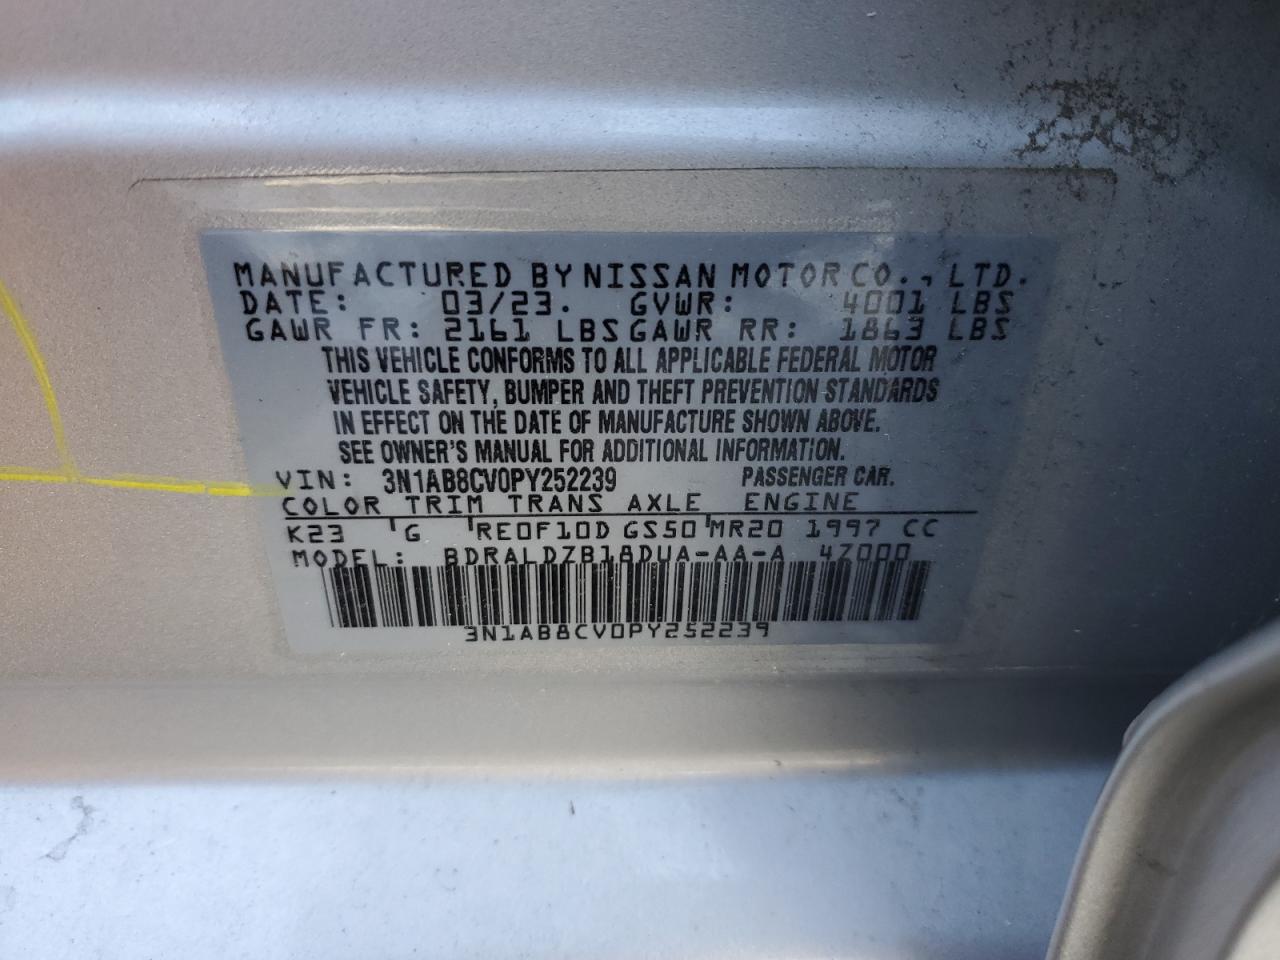 MANUFACTURED BY NISSAN MOTOR CO., LTD.
DATE: 03/23. GVWR: 4001 LBS
GAWR FR: 2161 LBS GAWR RR: 1863 LBS
THIS VEHICLE CONFORMS TO ALL APPLICABLE FEDERAL MOTOR
VEHICLE SAFETY, BUMPER AND THEFT PREVENTION STANDARDS
IN EFFECT ON THE DATE OF MANUFACTURE SHOWN ABOVE.
SEE OWNER'S MANUAL FOR ADDITIONAL INFORMATION.
VIN: 3N1AB8CV0PY252239 PASSENGER CAR.
COLOR TRIM TRANS AXLE ENGINE
K23 ' G 'RE0F10D GS50'MR20 1997 CC
MODEL: BDRALDZB18DUA-AA-A 4Z000
3N1AB8CV0PY252239